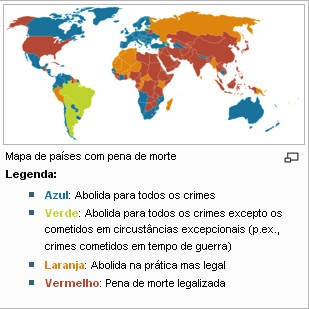 Mapa de países com pena de morte
Legenda:
Azul: Abolida para todos os crimes
Verde: Abolida para todos os crimes excepto os
cometidos em circustâncias excepcionais (p.ex.,
crimes cometidos em tempo de guerra)
Laranja: Abolida na prática mas legal
Vermelho: Pena de morte legalizada